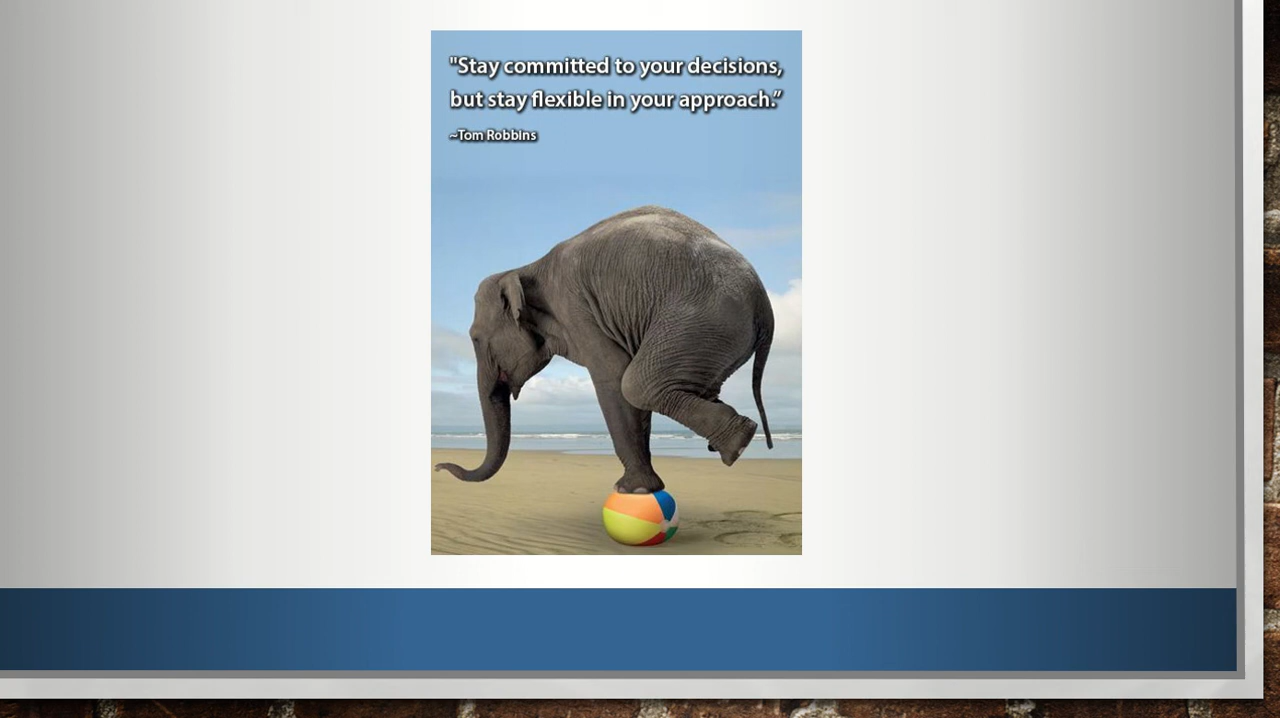 "Stay committed to your decisions,
but stay flexible in your approach.”
~Tom Robbins